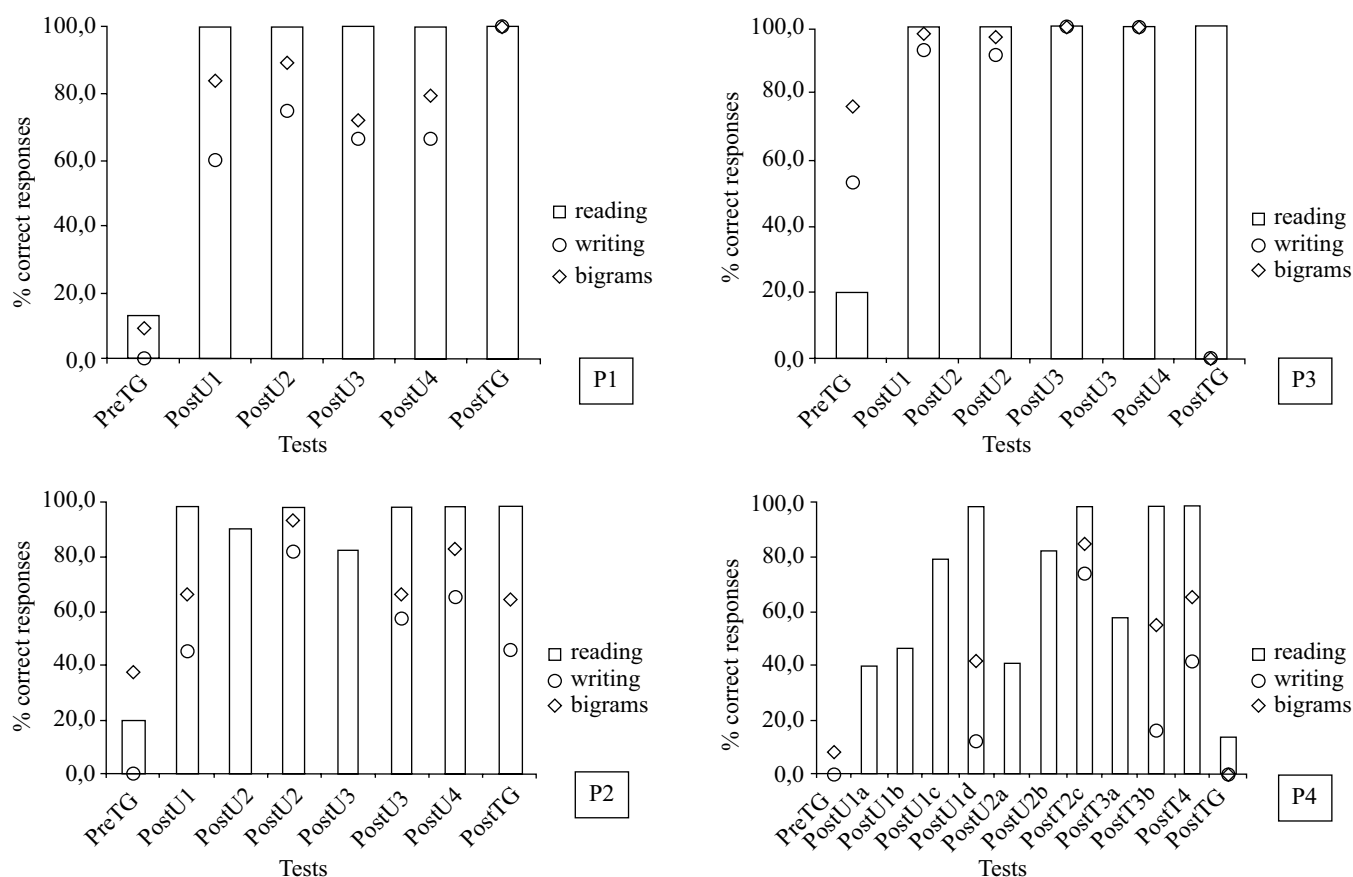 % correct responses
100,0
80,0
60,0
40,0
20,0
0,0
PreTG
PostU1
PostU2
PostU3
PostU4
PostTG
Tests
reading
writing
bigrams
P1
% correct responses
100,0
80,0
60,0
40,0
20,0
0,0
PreTG
PostU1
PostU2
PostU2
PostU3
PostU3
PostU4
PostTG
Tests
reading
writing
bigrams
P3
% correct responses
100,0
80,0
60,0
40,0
20,0
0,0
PreTG
PostU1
PostU2
PostU2
PostU3
PostU3
PostU4
PostTG
Tests
reading
writing
bigrams
P2
% correct responses
100,0
80,0
60,0
40,0
20,0
0,0
PreTG
PostU1a
PostU1b
PostU1c
PostU1d
PostU2a
PostU2b
PostT2c
PostT3a
PostT3b
PostT4
PostTG
Tests
reading
writing
bigrams
P4